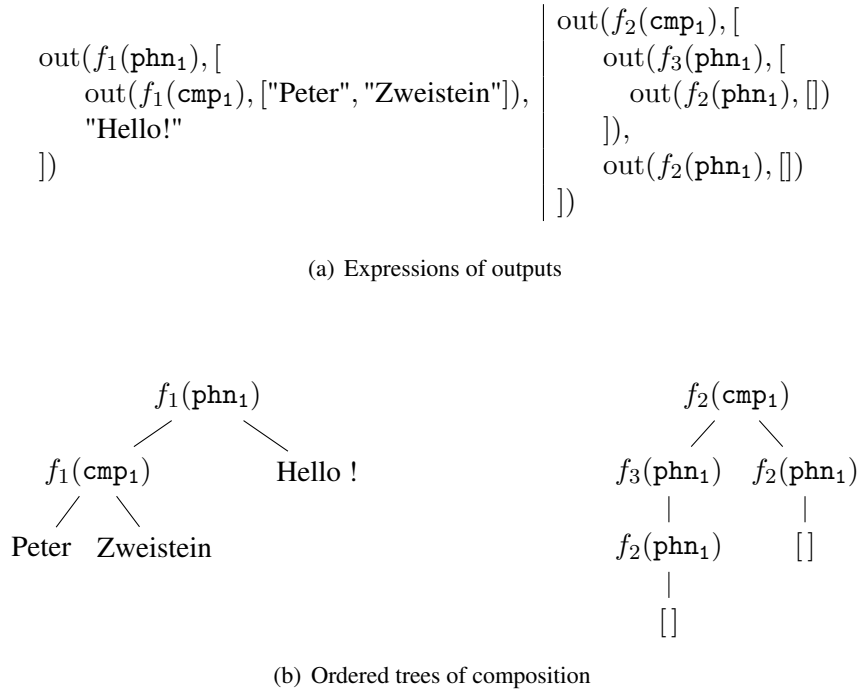 out(f₁(phn₁), [
out(f₁(cmp₁), ["Peter", "Zweistein"]),
"Hello!"
])
out(f₂(cmp₁), [
out(f₃(phn₁), [
out(f₂(phn₁), [])
]),
out(f₂(phn₁), [])
])
(a) Expressions of outputs
f₁(phn₁)
f₁(cmp₁) Hello !
Peter Zweistein
f₂(cmp₁)
f₃(phn₁) f₂(phn₁)
f₂(phn₁) [ ]
[ ]
(b) Ordered trees of composition